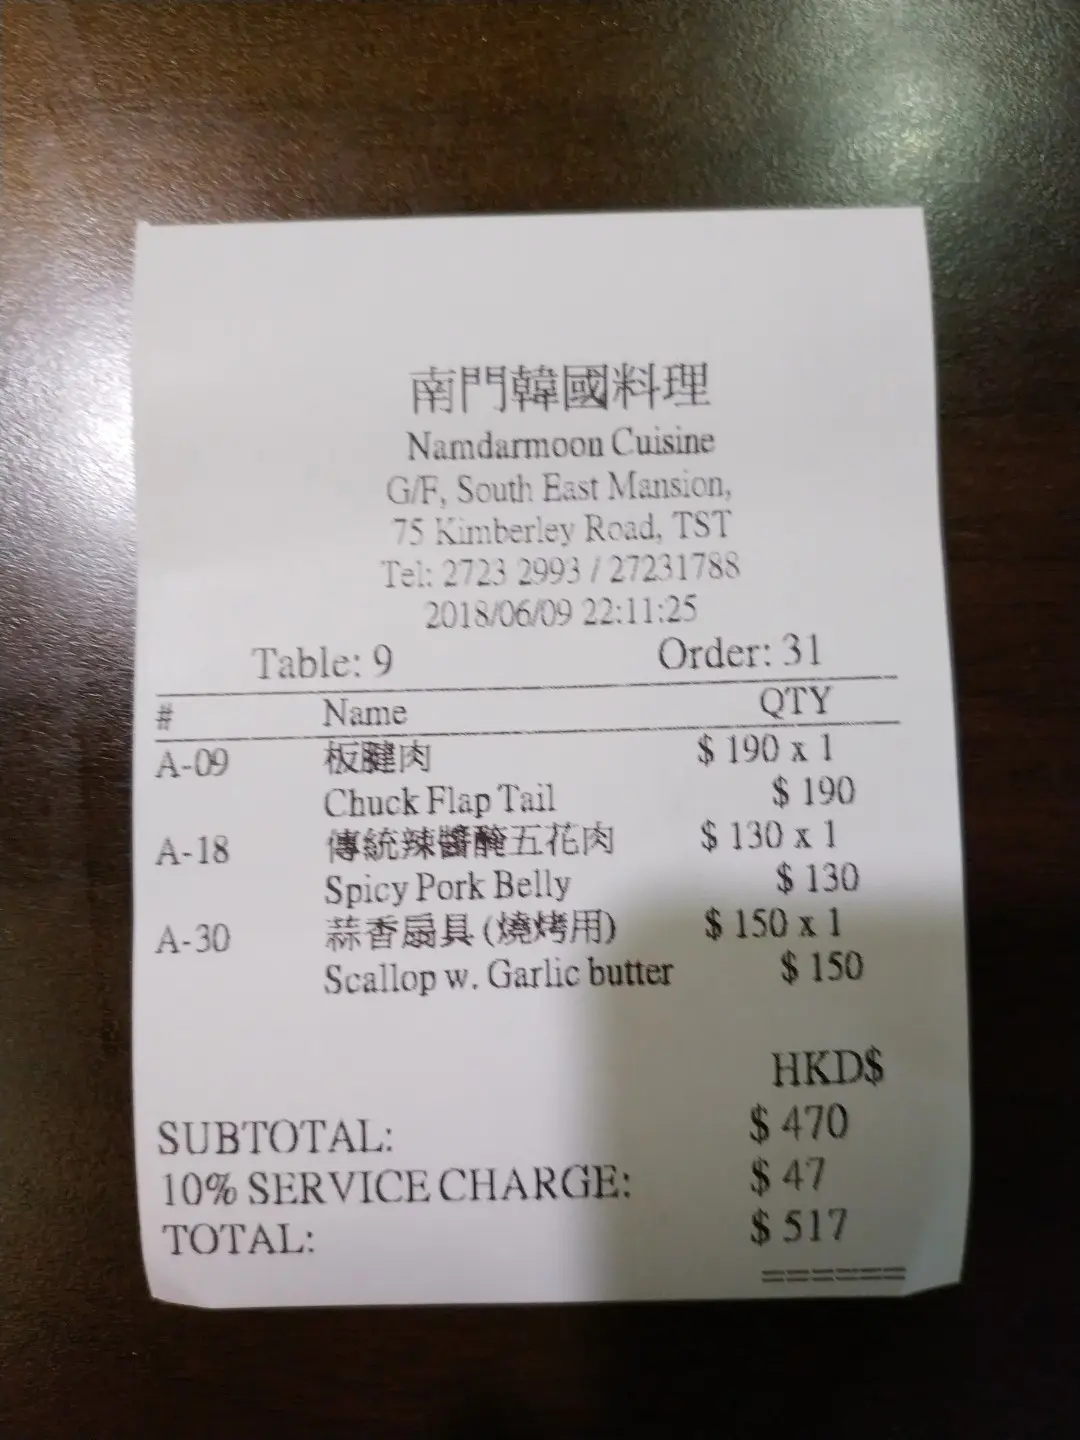 南門韓國料理
Namdarmoon Cuisine
G/F, South East Mansion,
75 Kimberley Road, TST
Tel: 2723 2993 / 27231788
2018/06/09 22:11:25
Table: 9 Order: 31
# Name QTY
A-09 板腱肉 $ 190 x 1
Chuck Flap Tail $ 190
A-18 傳統辣醬醃五花肉 $ 130 x 1
Spicy Pork Belly $ 130
A-30 蒜香扇具 (燒烤用) $ 150 x 1
Scallop w. Garlic butter $ 150
HKD$
SUBTOTAL: $ 470
10% SERVICE CHARGE: $ 47
TOTAL: $ 517
======